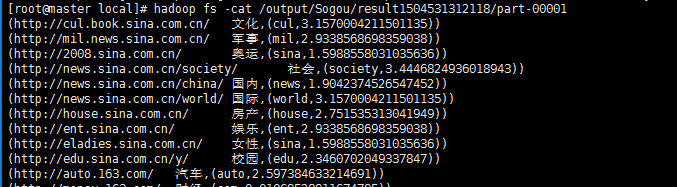 [root@master local]# hadoop fs -cat /output/Sogou/result1504531312118/part-00001
(http://cul.book.sina.com.cn/ 文化,(cul,3.1570004211501135))
(http://mil.news.sina.com.cn/ 军事,(mil,2.9338568698359038))
(http://2008.sina.com.cn/ 奥运,(sina,1.5988558031035636))
(http://news.sina.com.cn/society/ 社会,(society,3.4446824936018943))
(http://news.sina.com.cn/china/ 国内,(news,1.9042374526547452))
(http://news.sina.com.cn/world/ 国际,(world,3.1570004211501135))
(http://house.sina.com.cn/ 房产,(house,2.751535313041949))
(http://ent.sina.com.cn/ 娱乐,(ent,2.9338568698359038))
(http://eladies.sina.com.cn/ 女性,(sina,1.5988558031035636))
(http://edu.sina.com.cn/y/ 校园,(edu,2.3460702049337847))
(http://auto.163.com/ 汽车,(auto,2.597384633214691))